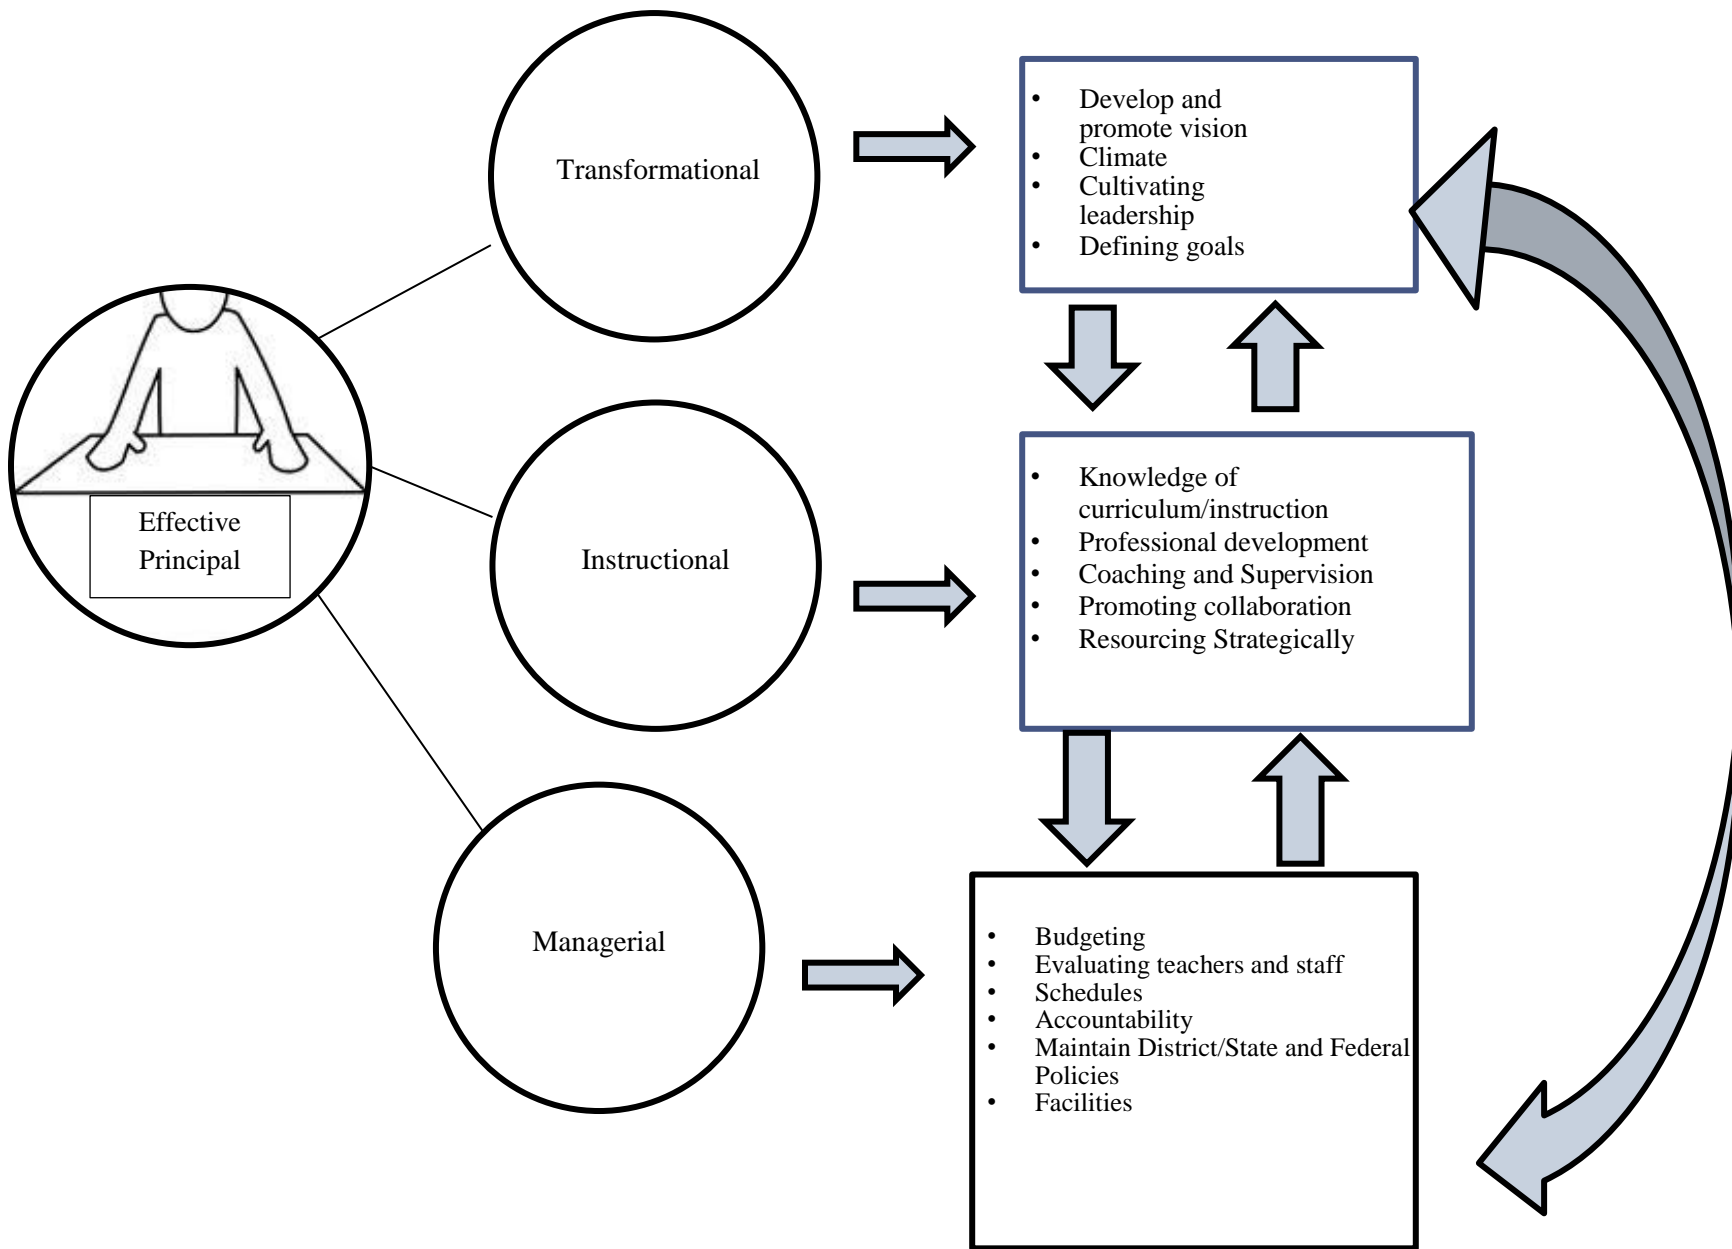 Effective
Principal
Transformational
• Develop and
promote vision
• Climate
• Cultivating
leadership
• Defining goals
Instructional
• Knowledge of
curriculum/instruction
• Professional development
• Coaching and Supervision
• Promoting collaboration
• Resourcing Strategically
Managerial
• Budgeting
• Evaluating teachers and staff
• Schedules
• Accountability
• Maintain District/State and Federal
Policies
• Facilities